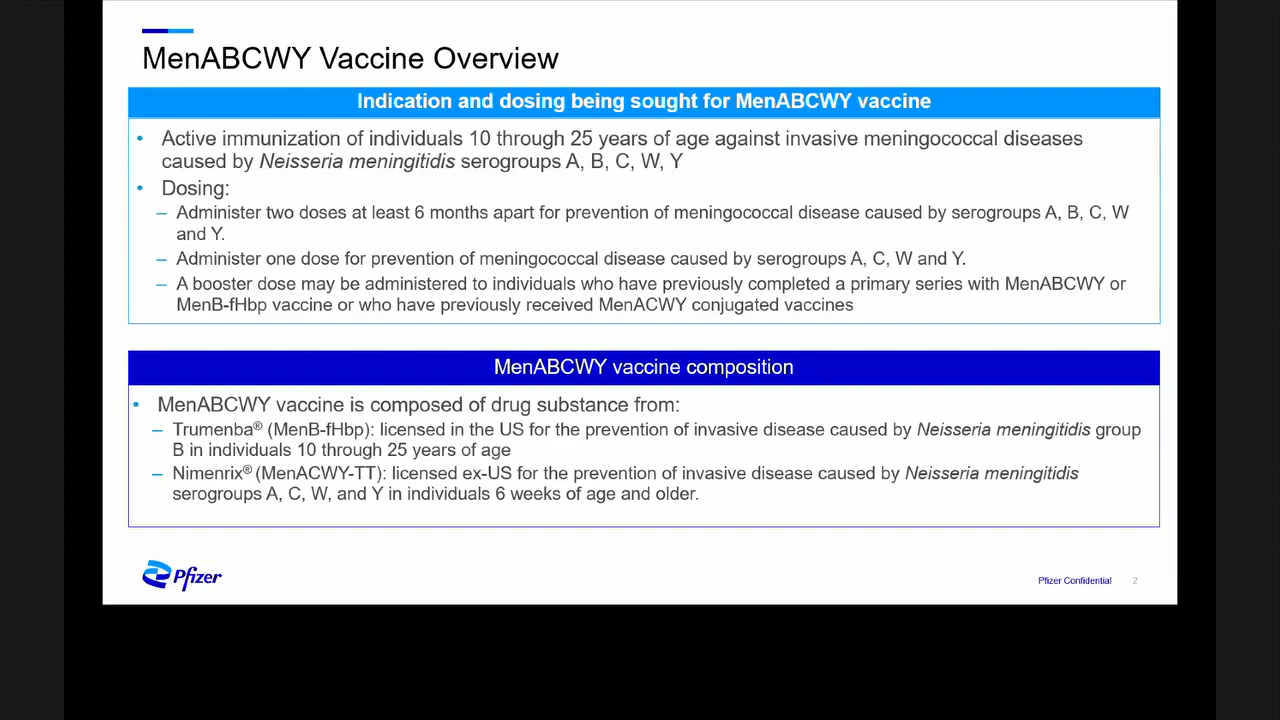 MenABCWY Vaccine Overview
Indication and dosing being sought for MenABCWY vaccine
• Active immunization of individuals 10 through 25 years of age against invasive meningococcal diseases
caused by Neisseria meningitidis serogroups A, B, C, W, Y
• Dosing:
– Administer two doses at least 6 months apart for prevention of meningococcal disease caused by serogroups A, B, C, W
and Y.
– Administer one dose for prevention of meningococcal disease caused by serogroups A, C, W and Y.
– A booster dose may be administered to individuals who have previously completed a primary series with MenABCWY or
MenB-fHbp vaccine or who have previously received MenACWY conjugated vaccines
MenABCWY vaccine composition
• MenABCWY vaccine is composed of drug substance from:
– Trumenba® (MenB-fHbp): licensed in the US for the prevention of invasive disease caused by Neisseria meningitidis group
B in individuals 10 through 25 years of age
– Nimenrix® (MenACWY-TT): licensed ex-US for the prevention of invasive disease caused by Neisseria meningitidis
serogroups A, C, W, and Y in individuals 6 weeks of age and older.
Pfizer
Pfizer Confidential 2